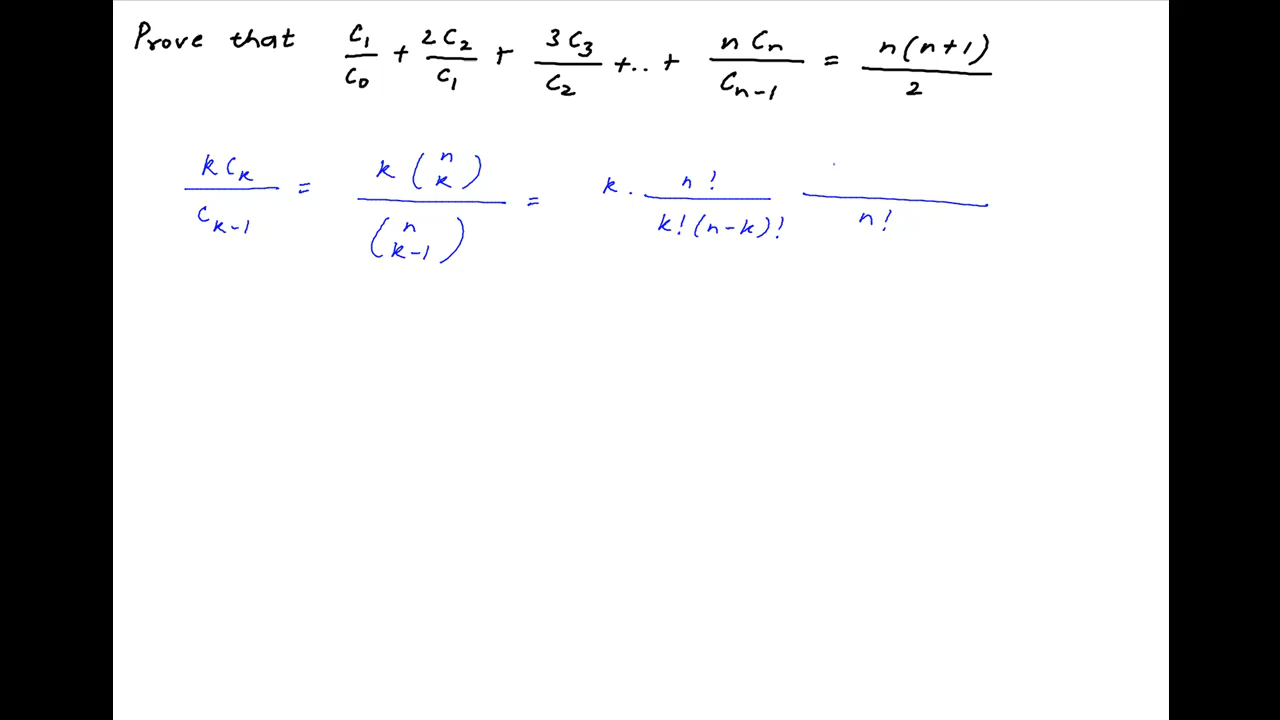 Prove that C₁/C₀ + 2C₂/C₁ + 3C₃/C₂ +..+ nCₙ/Cₙ₋₁ = n(n+1)/2
kCₖ/Cₖ₋₁ = k(n k)/(n k-1) = k · n!/k!(n-k)! /n!